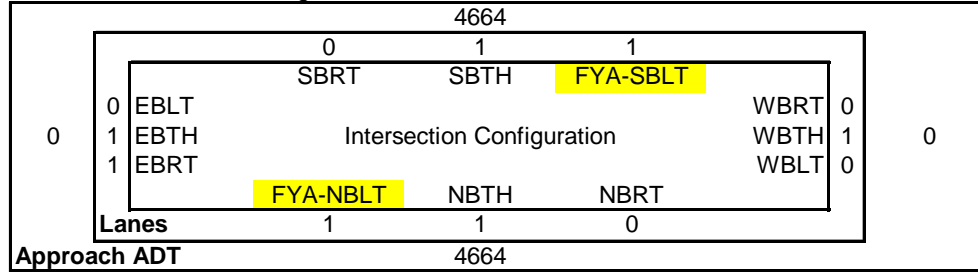 4664
0 1 1
SBRT SBTH FYA-SBLT
0 EBLT WBRT 0
0 1 EBTH Intersection Configuration WBTH 1 0
1 EBRT WBLT 0
FYA-NBLT NBTH NBRT
Lanes 1 1 0
Approach ADT 4664